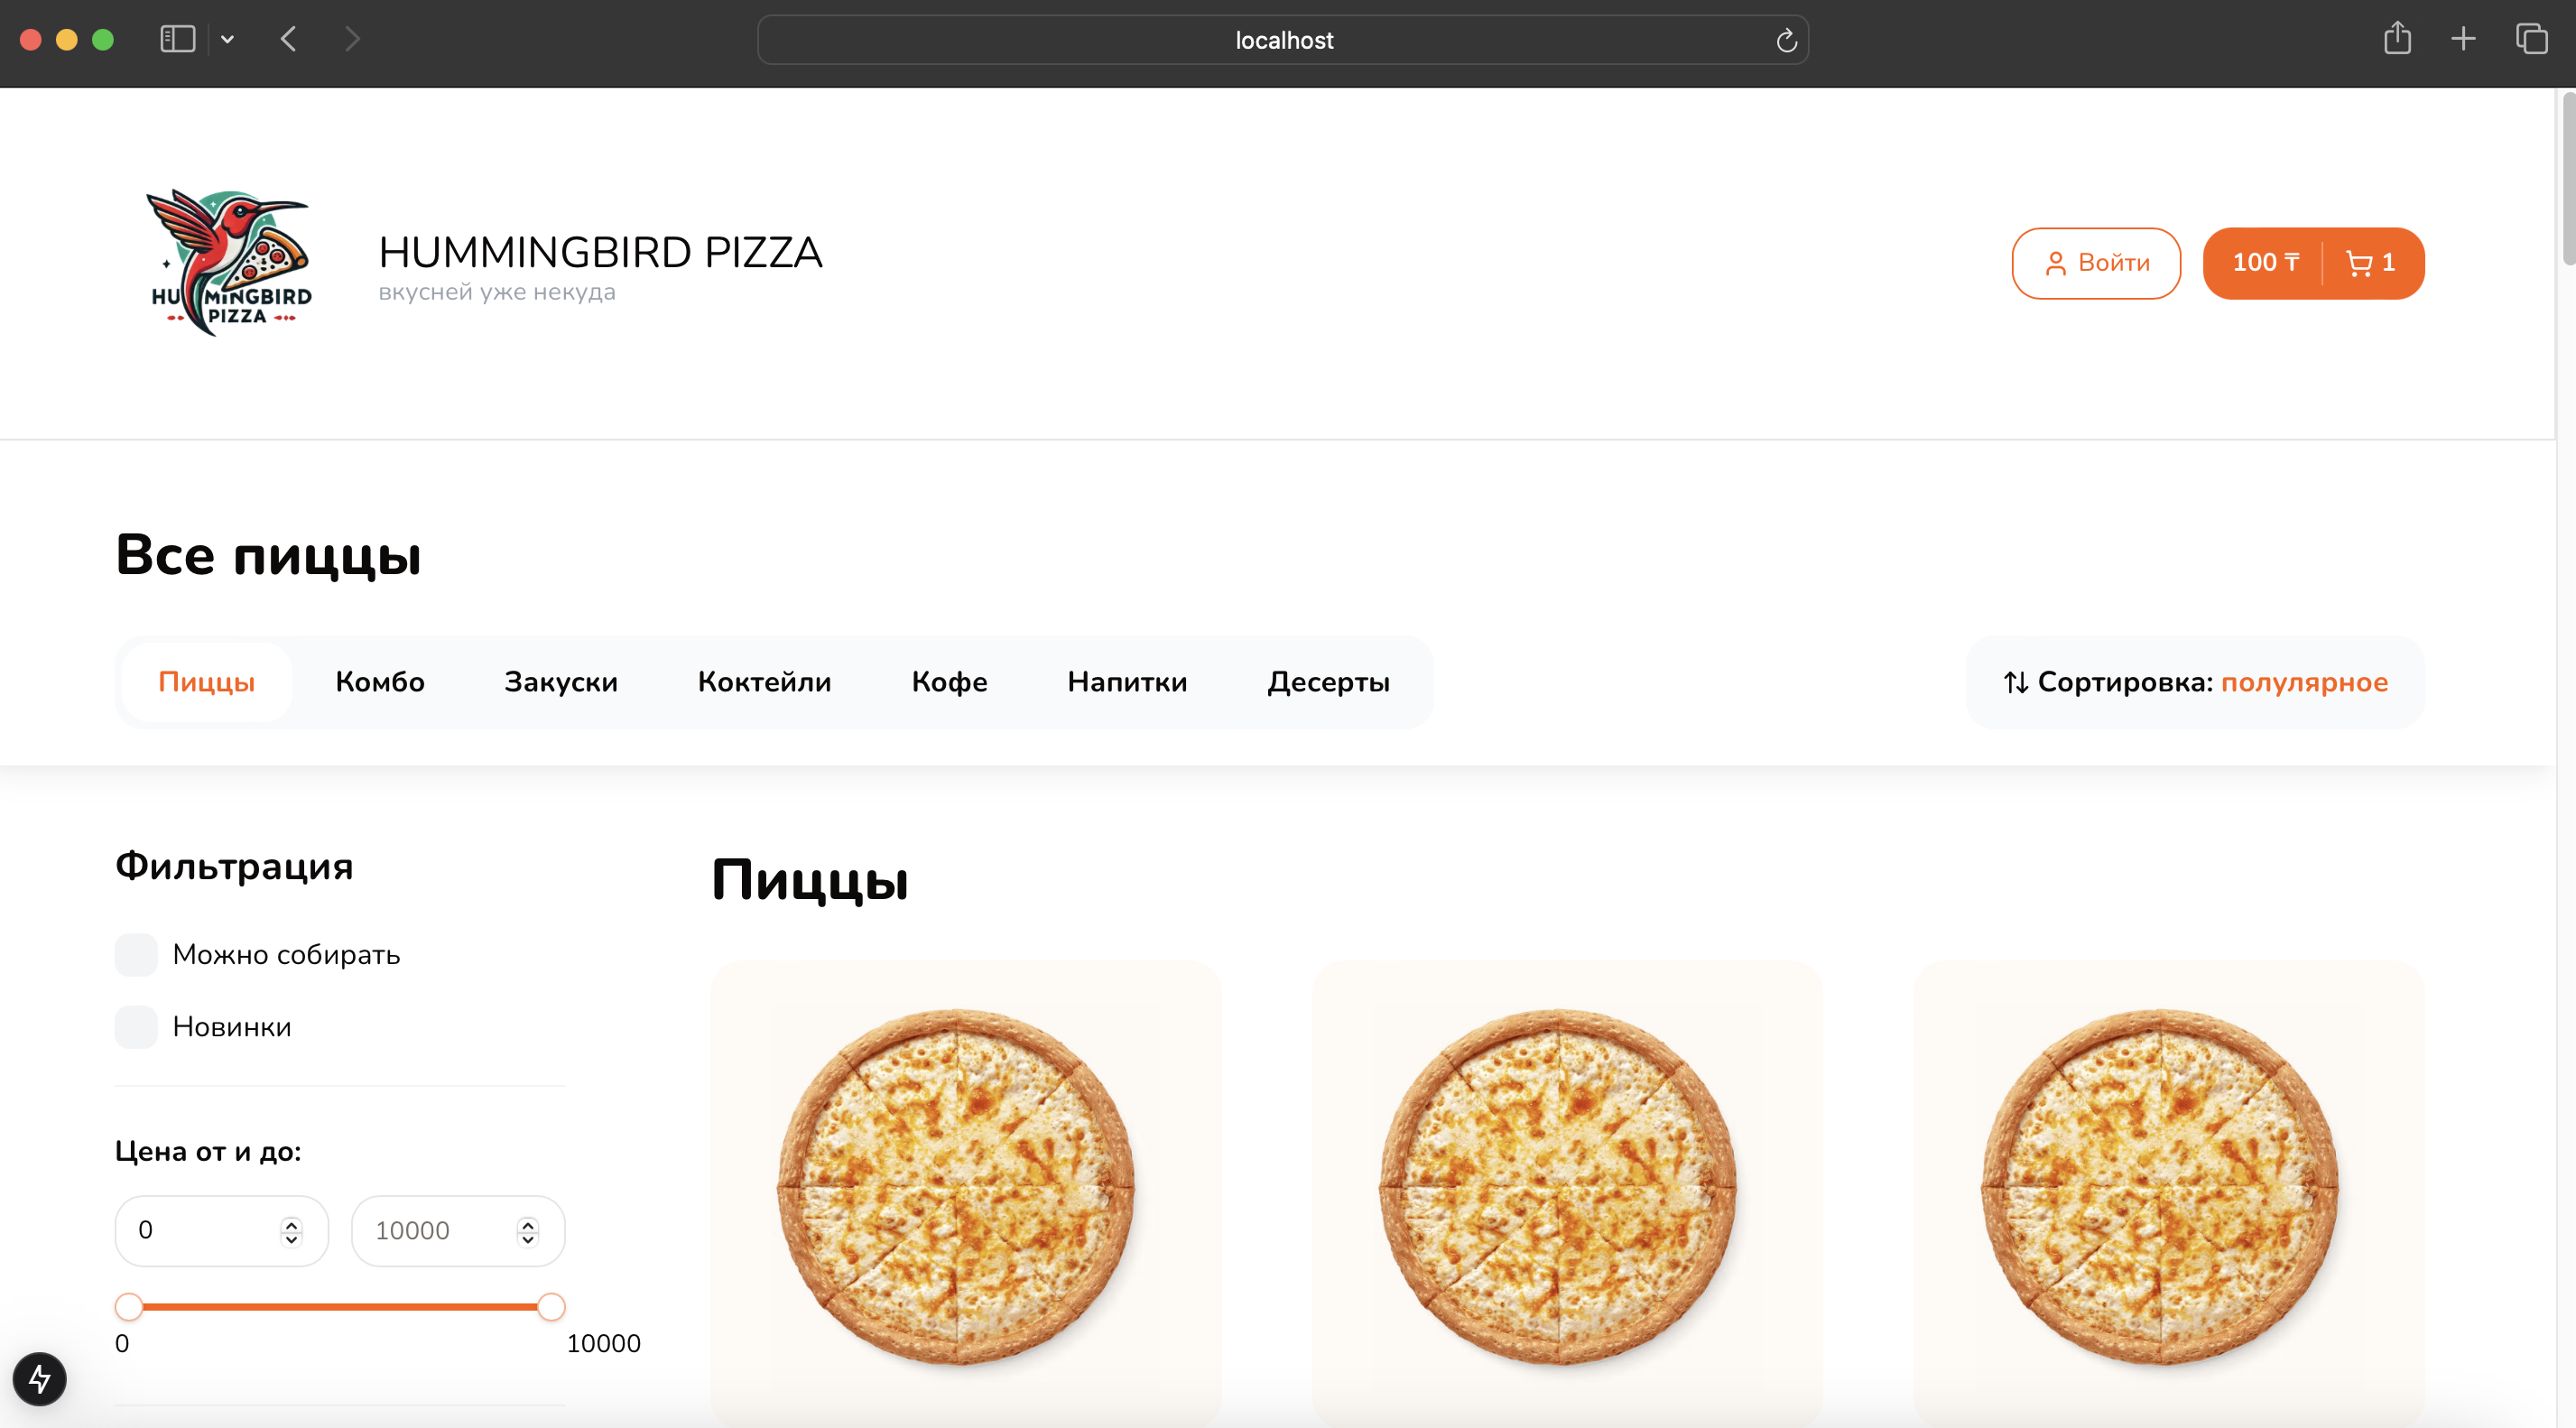 localhost
HUMMINGBIRD
PIZZA
HUMMINGBIRD PIZZA
вкусней уже некуда
Войти
100 ₸ 1
Все пиццы
Пиццы Комбо Закуски Коктейли Кофе Напитки Десерты
Сортировка: полулярное
Фильтрация
Можно собирать
Новинки
Цена от и до:
0 10000
0 10000
Пиццы